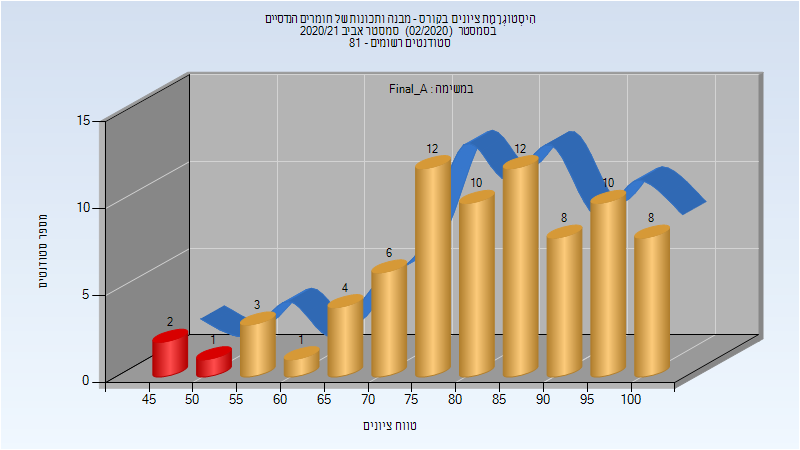 היסטוגרמת ציונים בקורס - מבנה ותכונות של חומרים הנדסיים
בסמסטר (02/2020) סמסטר אביב 2020/21
סטודנטים רשומים - 81
במשימה : Final_A
מספר סטודנטים
15
10
5
0
2
1
3
1
4
6
12
10
12
8
10
8
45 50 55 60 65 70 75 80 85 90 95 100
טווח ציונים